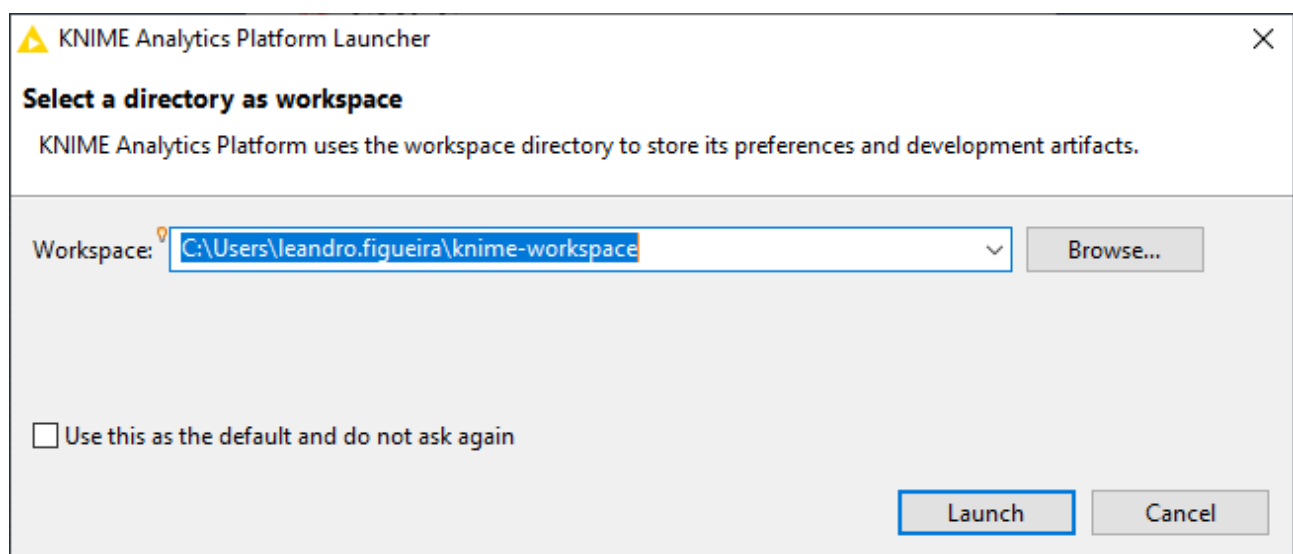 KNIME Analytics Platform Launcher
Select a directory as workspace
KNIME Analytics Platform uses the workspace directory to store its preferences and development artifacts.
Workspace: C:\Users\leandro.figueira\knime-workspace Browse...
Use this as the default and do not ask again
Launch Cancel